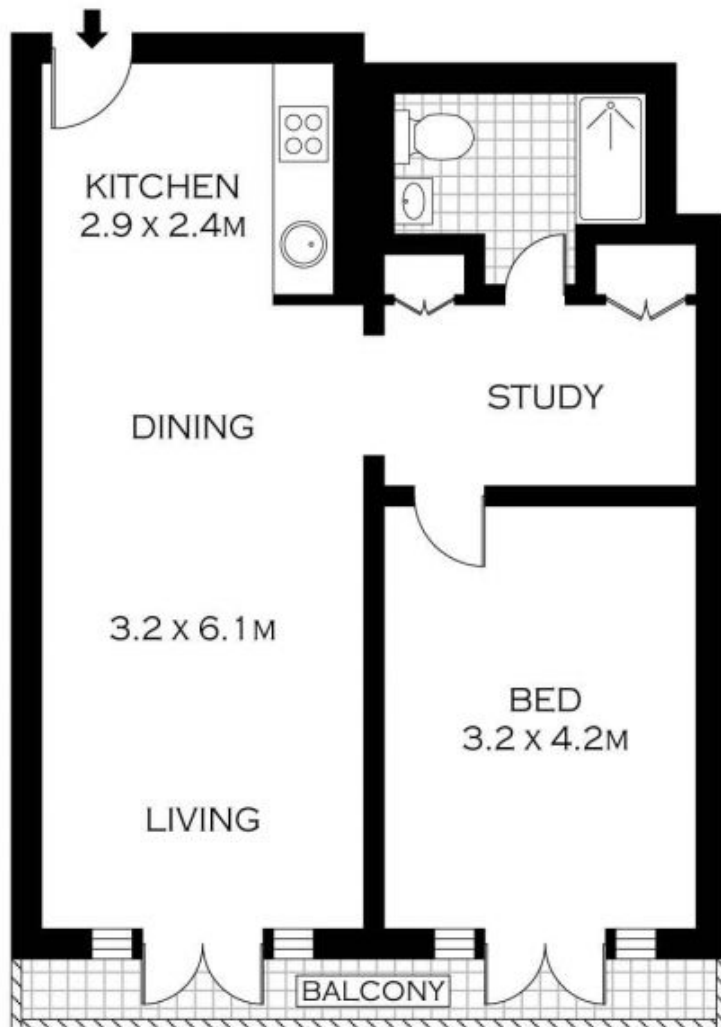 KITCHEN
2.9 X 2.4M
DINING
STUDY
3.2 X 6.1M
BED
3.2 X 4.2M
LIVING
BALCONY